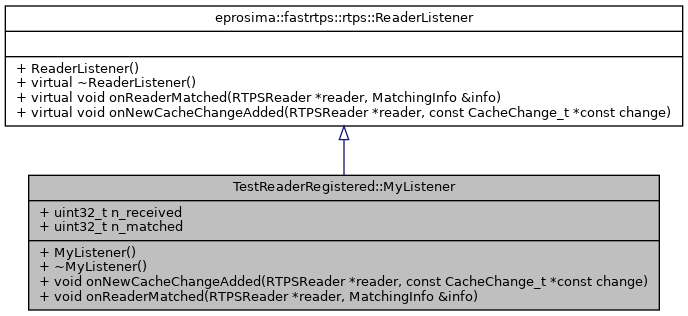 eprosima::fastrtps::rtps::ReaderListener
+ ReaderListener()
+ virtual ~ReaderListener()
+ virtual void onReaderMatched(RTPSReader *reader, MatchingInfo &info)
+ virtual void onNewCacheChangeAdded(RTPSReader *reader, const CacheChange_t *const change)
TestReaderRegistered::MyListener
+ uint32_t n_received
+ uint32_t n_matched
+ MyListener()
+ ~MyListener()
+ void onNewCacheChangeAdded(RTPSReader *reader, const CacheChange_t *const change)
+ void onReaderMatched(RTPSReader *reader, MatchingInfo &info)